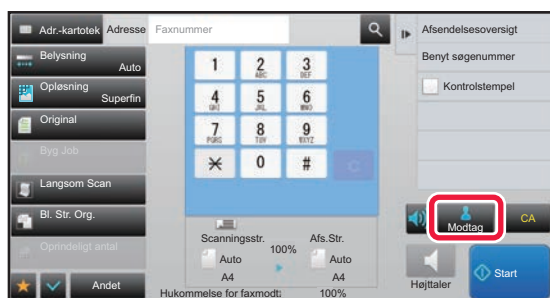 Adr.-kartotek
Adresse
Faxnummer
Belysning
Auto
Opløsning
Superfin
Original
Byg Job
Langsom Scan
Bl. Str. Org.
Oprindeligt antal
Andet
1
2 ABC
3 DEF
4 GHI
5 JKL
6 MNO
7 PQRS
8 TUV
9 WXYZ
0
#
C
Scanningsstr.
100%
Afs.Str.
Auto
Auto
A4
A4
Hukommelse for faxmodt:
100%
Afsendelsesoversigt
Benyt søgenummer
Kontrolstempel
Modtag
CA
Højttaler
Start